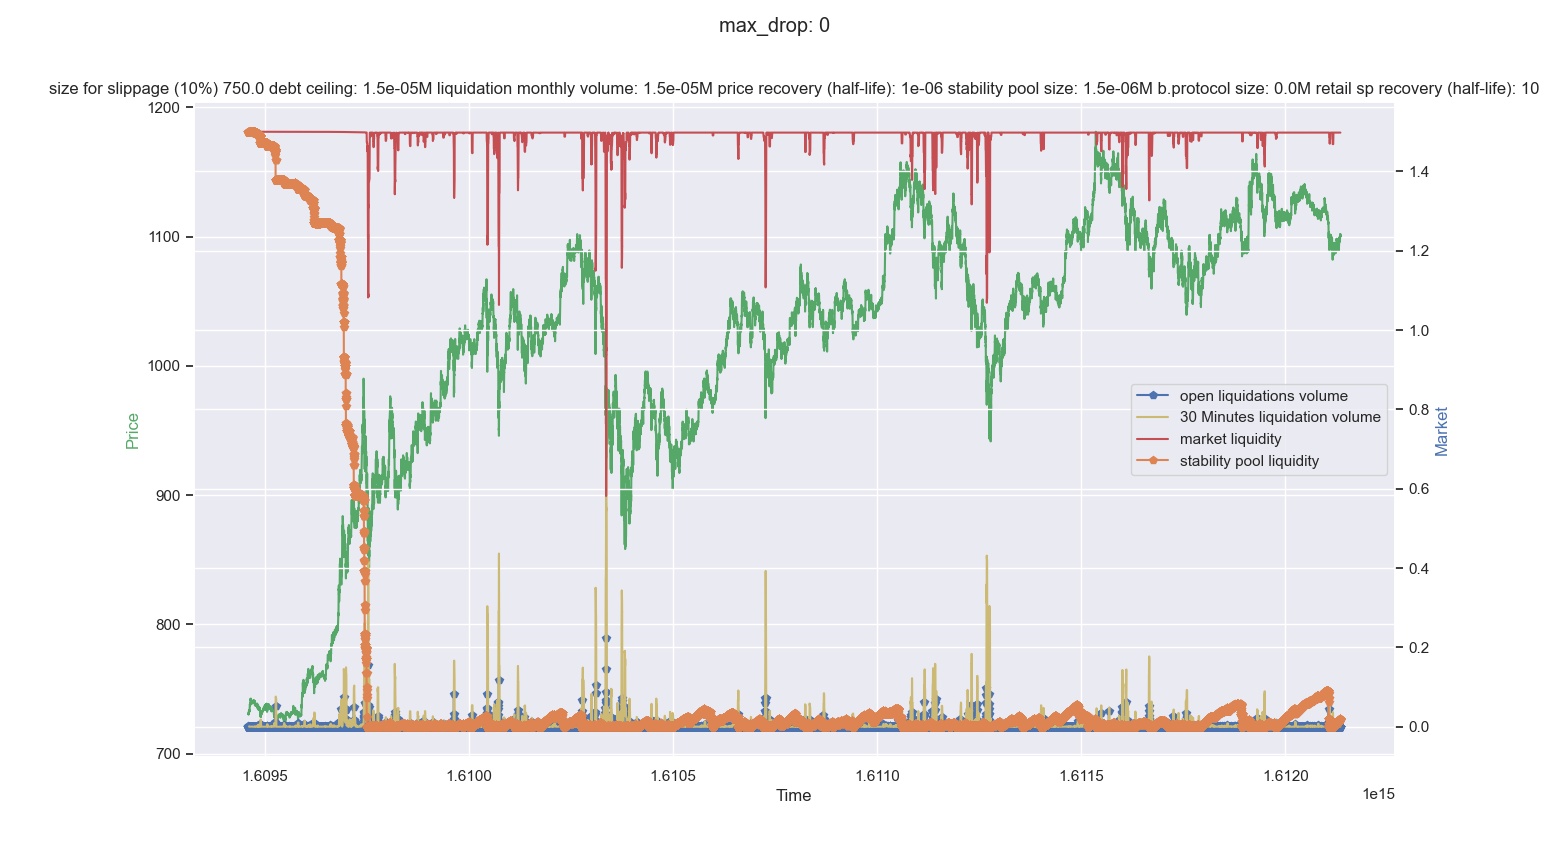 max_drop: 0
size for slippage (10%) 750.0 debt ceiling: 1.5e-05M liquidation monthly volume: 1.5e-05M price recovery (half-life): 1e-06 stability pool size: 1.5e-06M b.protocol size: 0.0M retail sp recovery (half-life): 10
1200
1100
1000
900
800
700
Price
1.4
1.2
1.0
0.8
0.6
0.4
0.2
0.0
Market
open liquidations volume
30 Minutes liquidation volume
market liquidity
stability pool liquidity
1.6095 1.6100 1.6105 1.6110 1.6115 1.6120
Time
1e15